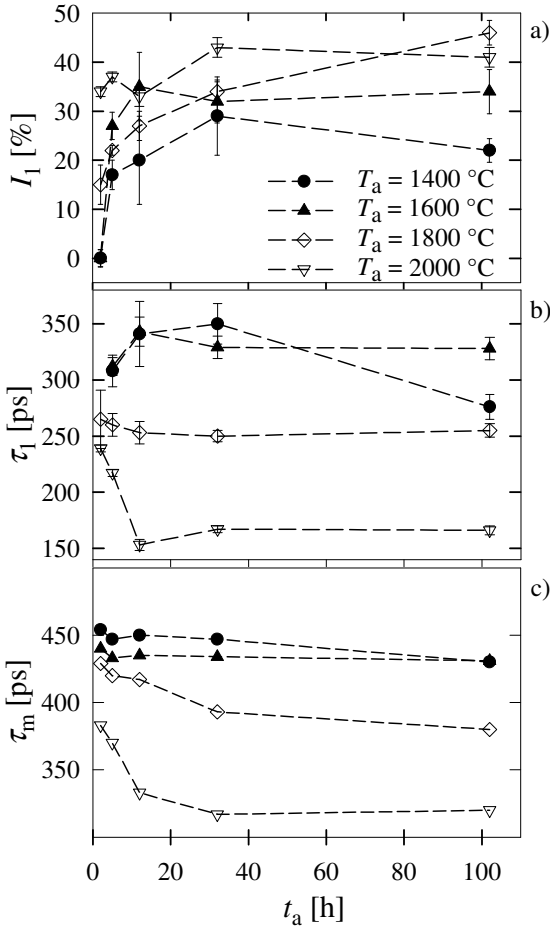 a)
50
40
30
20
10
0
I₁ [%]
Tₐ = 1400 °C
Tₐ = 1600 °C
Tₐ = 1800 °C
Tₐ = 2000 °C
b)
350
300
250
200
150
τ₁ [ps]
c)
450
400
350
τₘ [ps]
0 20 40 60 80 100
tₐ [h]